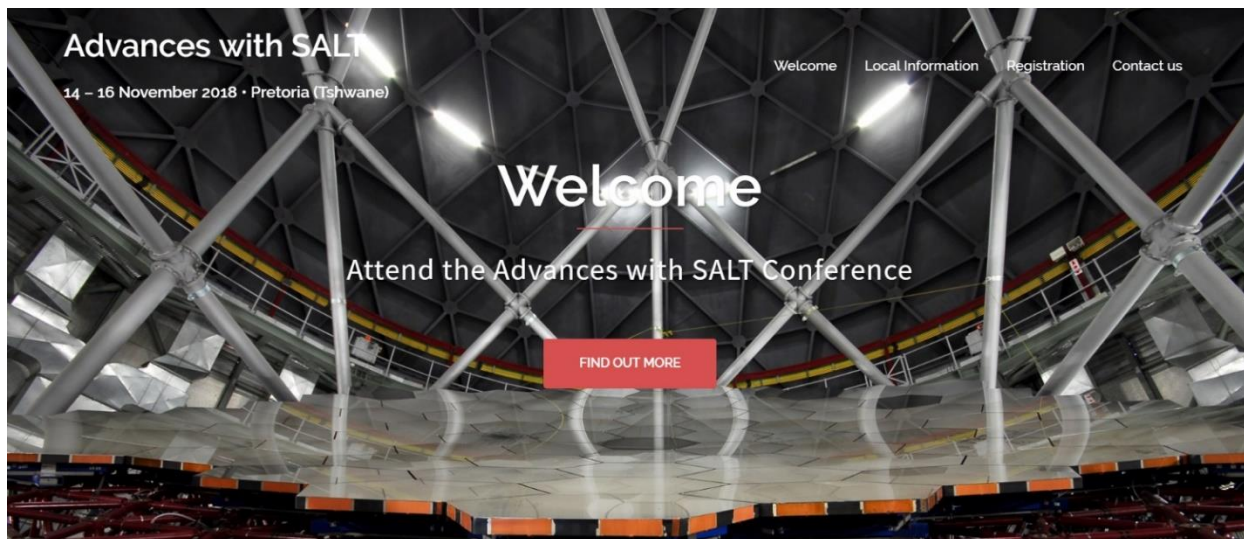 Advances with SALT
14 – 16 November 2018 • Pretoria (Tshwane)
Welcome
Local Information
Registration
Contact us
Welcome
Attend the Advances with SALT Conference
FIND OUT MORE